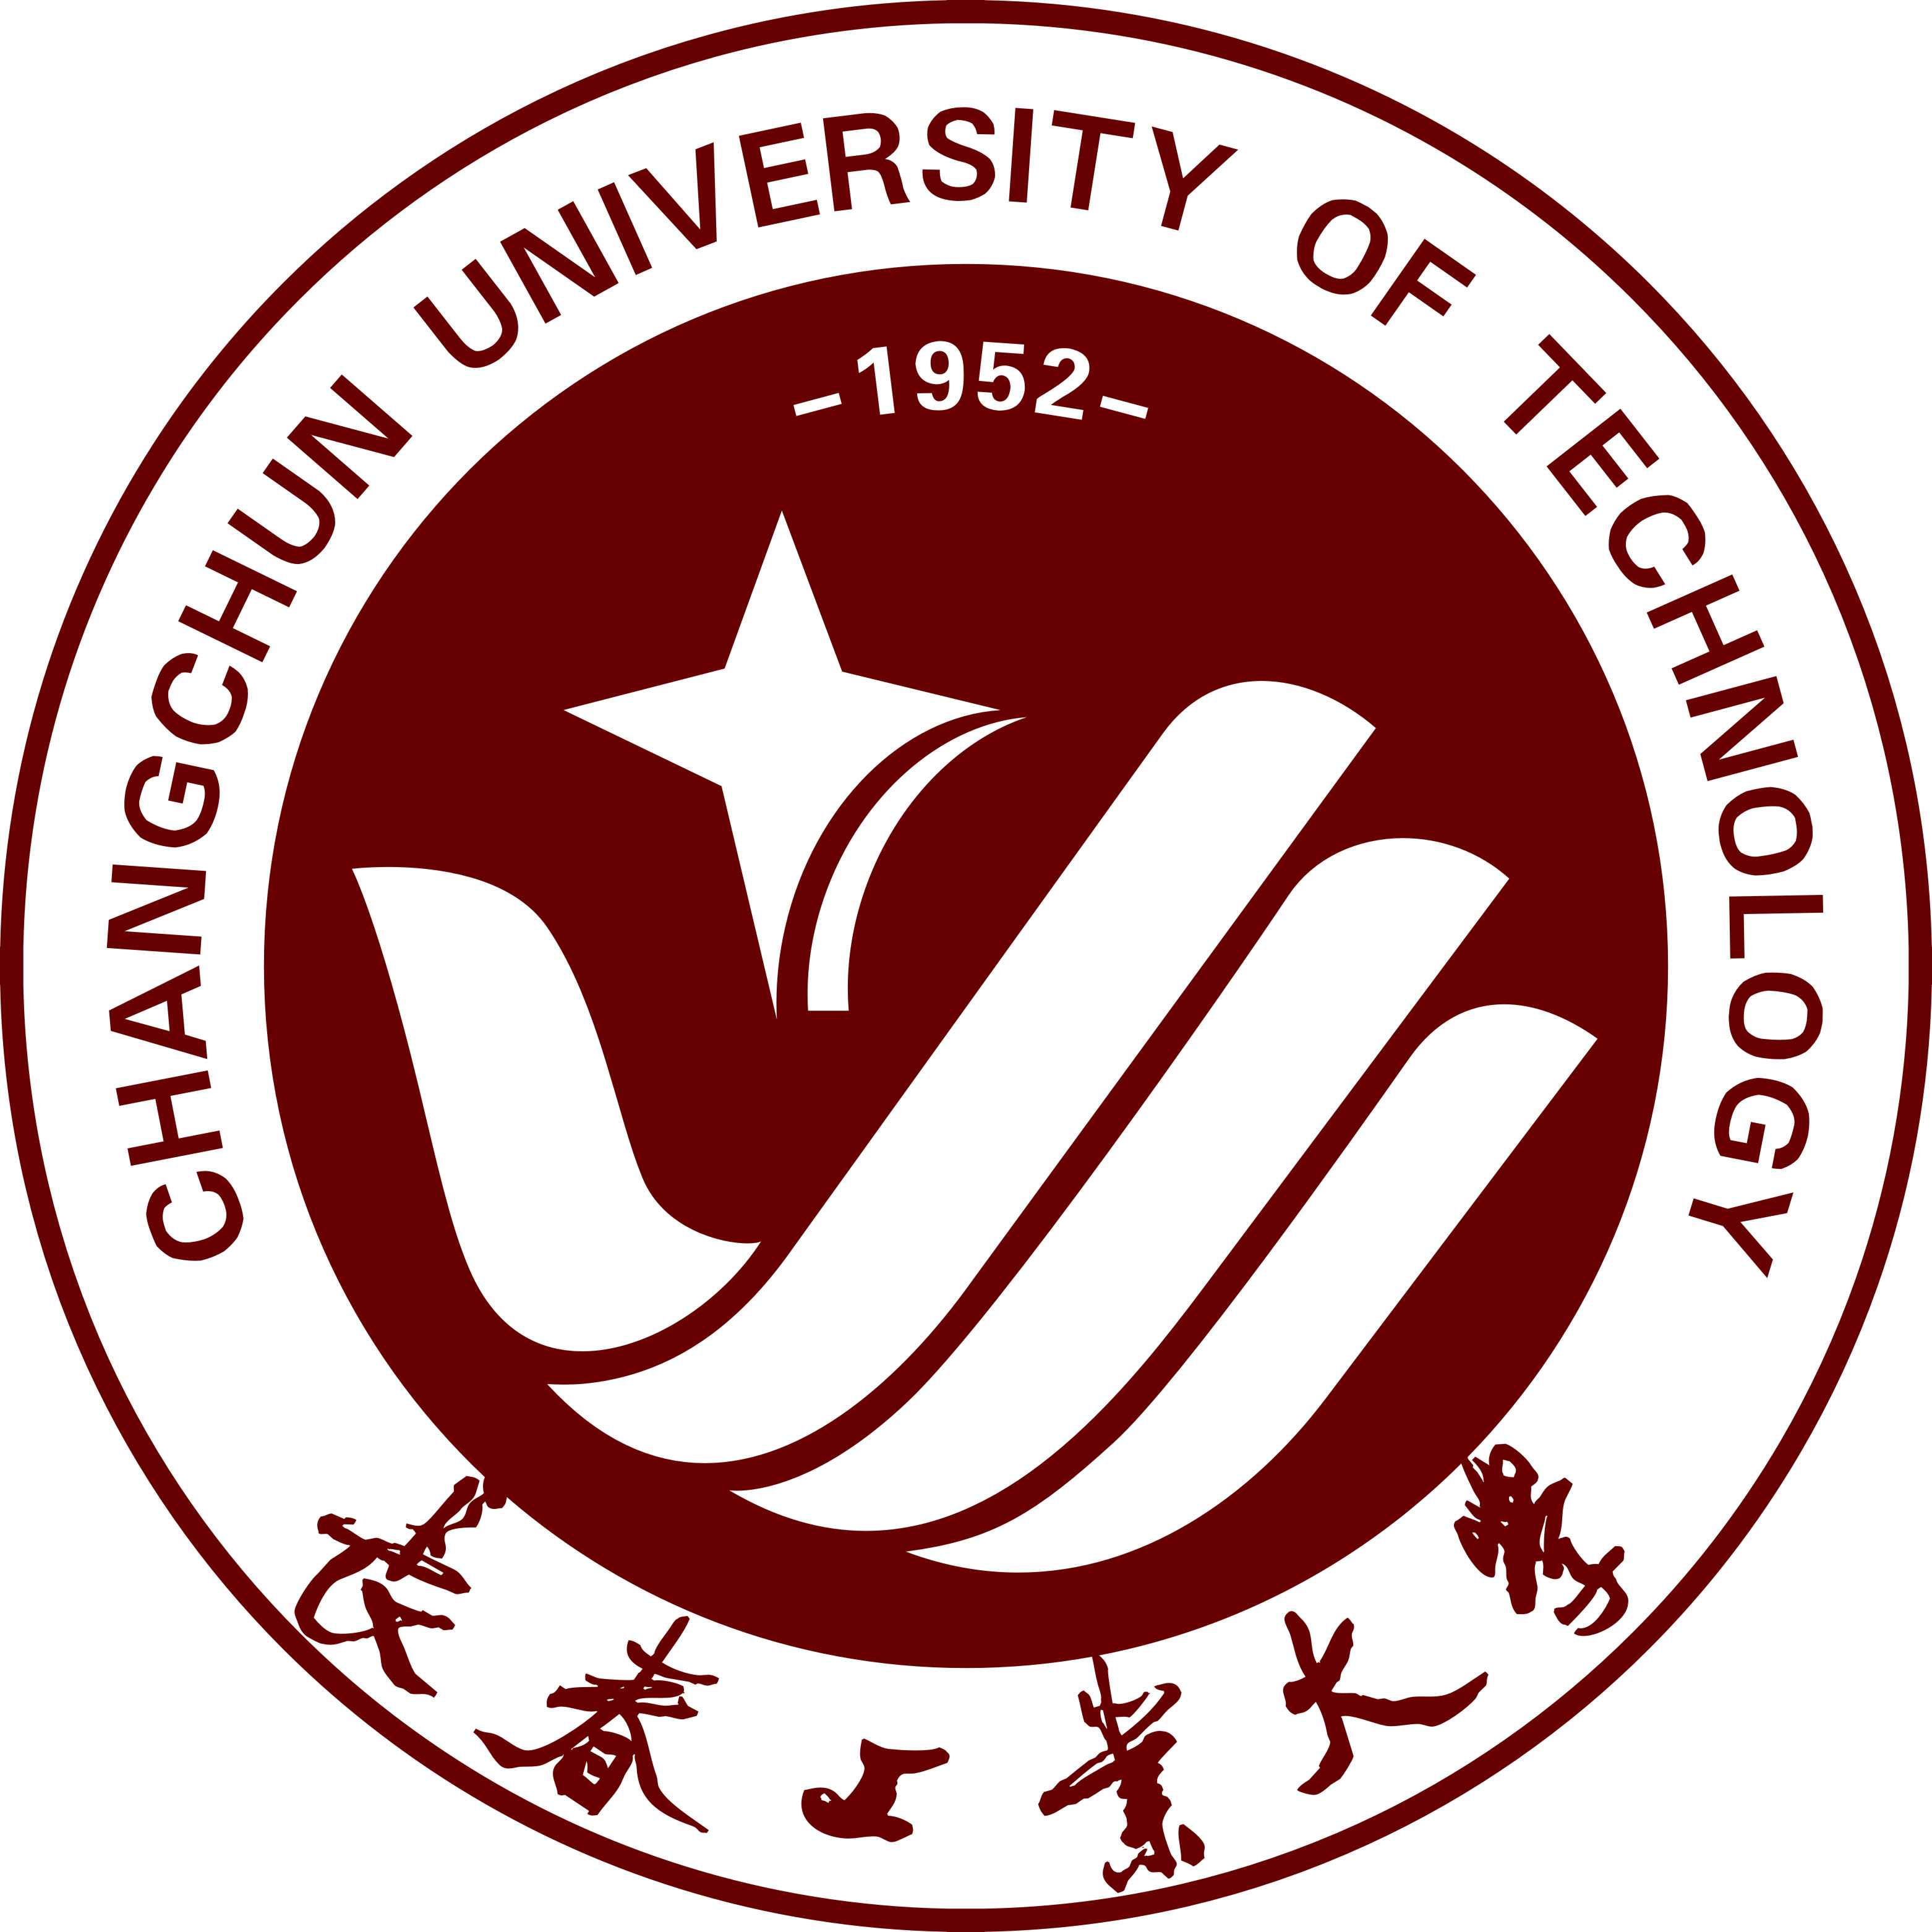 CHANGCHUN UNIVERSITY OF TECHNOLOGY
-1952-
长春工业大学